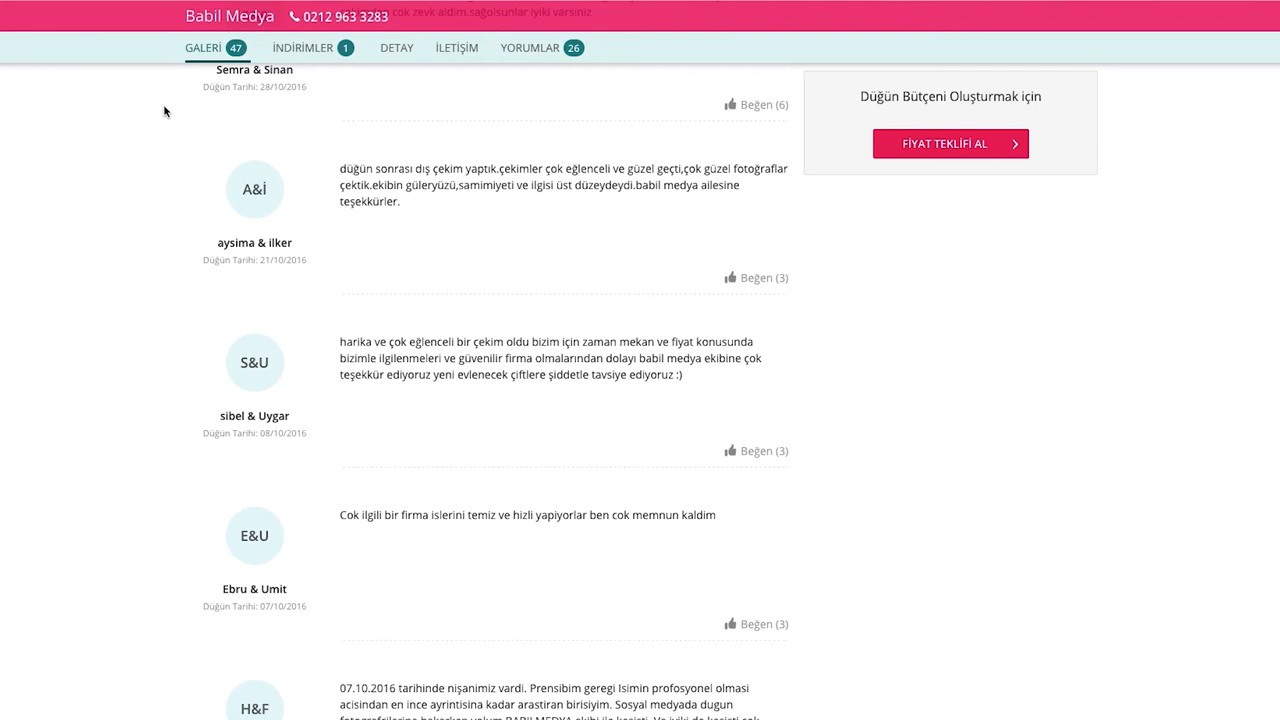 Babil Medya 0212 963 3283
cok zevk aldim.sağolsunlar iyiki varsiniz
GALERİ 47 İNDİRİMLER 1 DETAY İLETİŞİM YORUMLAR 26
Semra & Sinan
Düğün Tarihi: 28/10/2016
Beğen (6)
Düğün Bütçeni Oluşturmak için
FİYAT TEKLİFİ AL
A&İ
düğün sonrası dış çekim yaptık.çekimler çok eğlenceli ve güzel geçti,çok güzel fotoğraflar
çektik.ekibin güleryüzü,samimiyeti ve ilgisi üst düzeydeydi.babil medya ailesine
teşekkürler.
aysima & ilker
Düğün Tarihi: 21/10/2016
Beğen (3)
S&U
harika ve çok eğlenceli bir çekim oldu bizim için zaman mekan ve fiyat konusunda
bizimle ilgilenmeleri ve güvenilir firma olmalarından dolayı babil medya ekibine çok
teşekkür ediyoruz yeni evlenecek çiftlere şiddetle tavsiye ediyoruz :)
sibel & Uygar
Düğün Tarihi: 08/10/2016
Beğen (3)
E&U
Cok ilgili bir firma islerini temiz ve hizli yapiyorlar ben cok memnun kaldim
Ebru & Umit
Düğün Tarihi: 07/10/2016
Beğen (3)
H&F
07.10.2016 tarihinde nişanimiz vardi. Prensibim geregi Isimin profosyonel olmasi
acisindan en ince ayrintisina kadar arastiran birisiyim. Sosyal medyada dugun